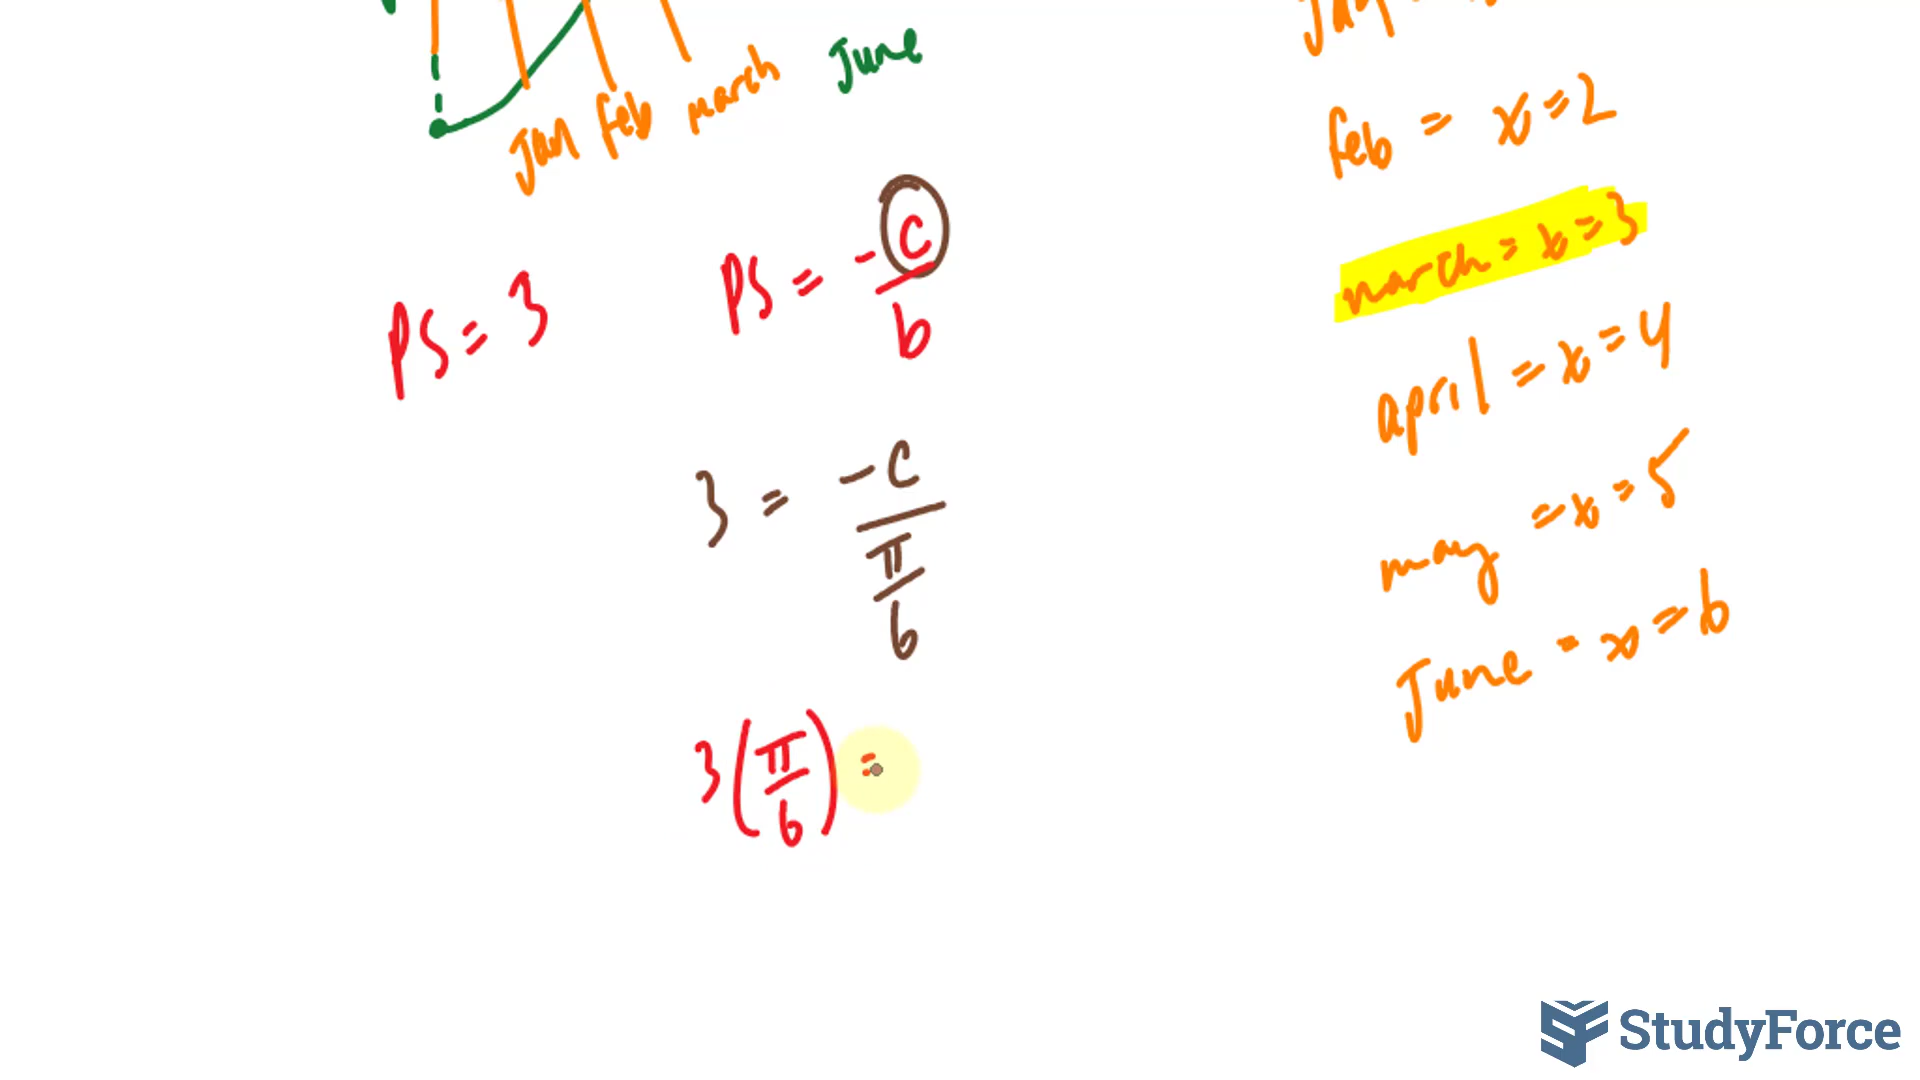 June
Jan feb march
feb = x = 2
march = x = 3
april = x = 4
may = x = 5
June = x = 6
PS = 3
PS = -c/b
3 = -c/(π/6)
3(π/6) =
StudyForce